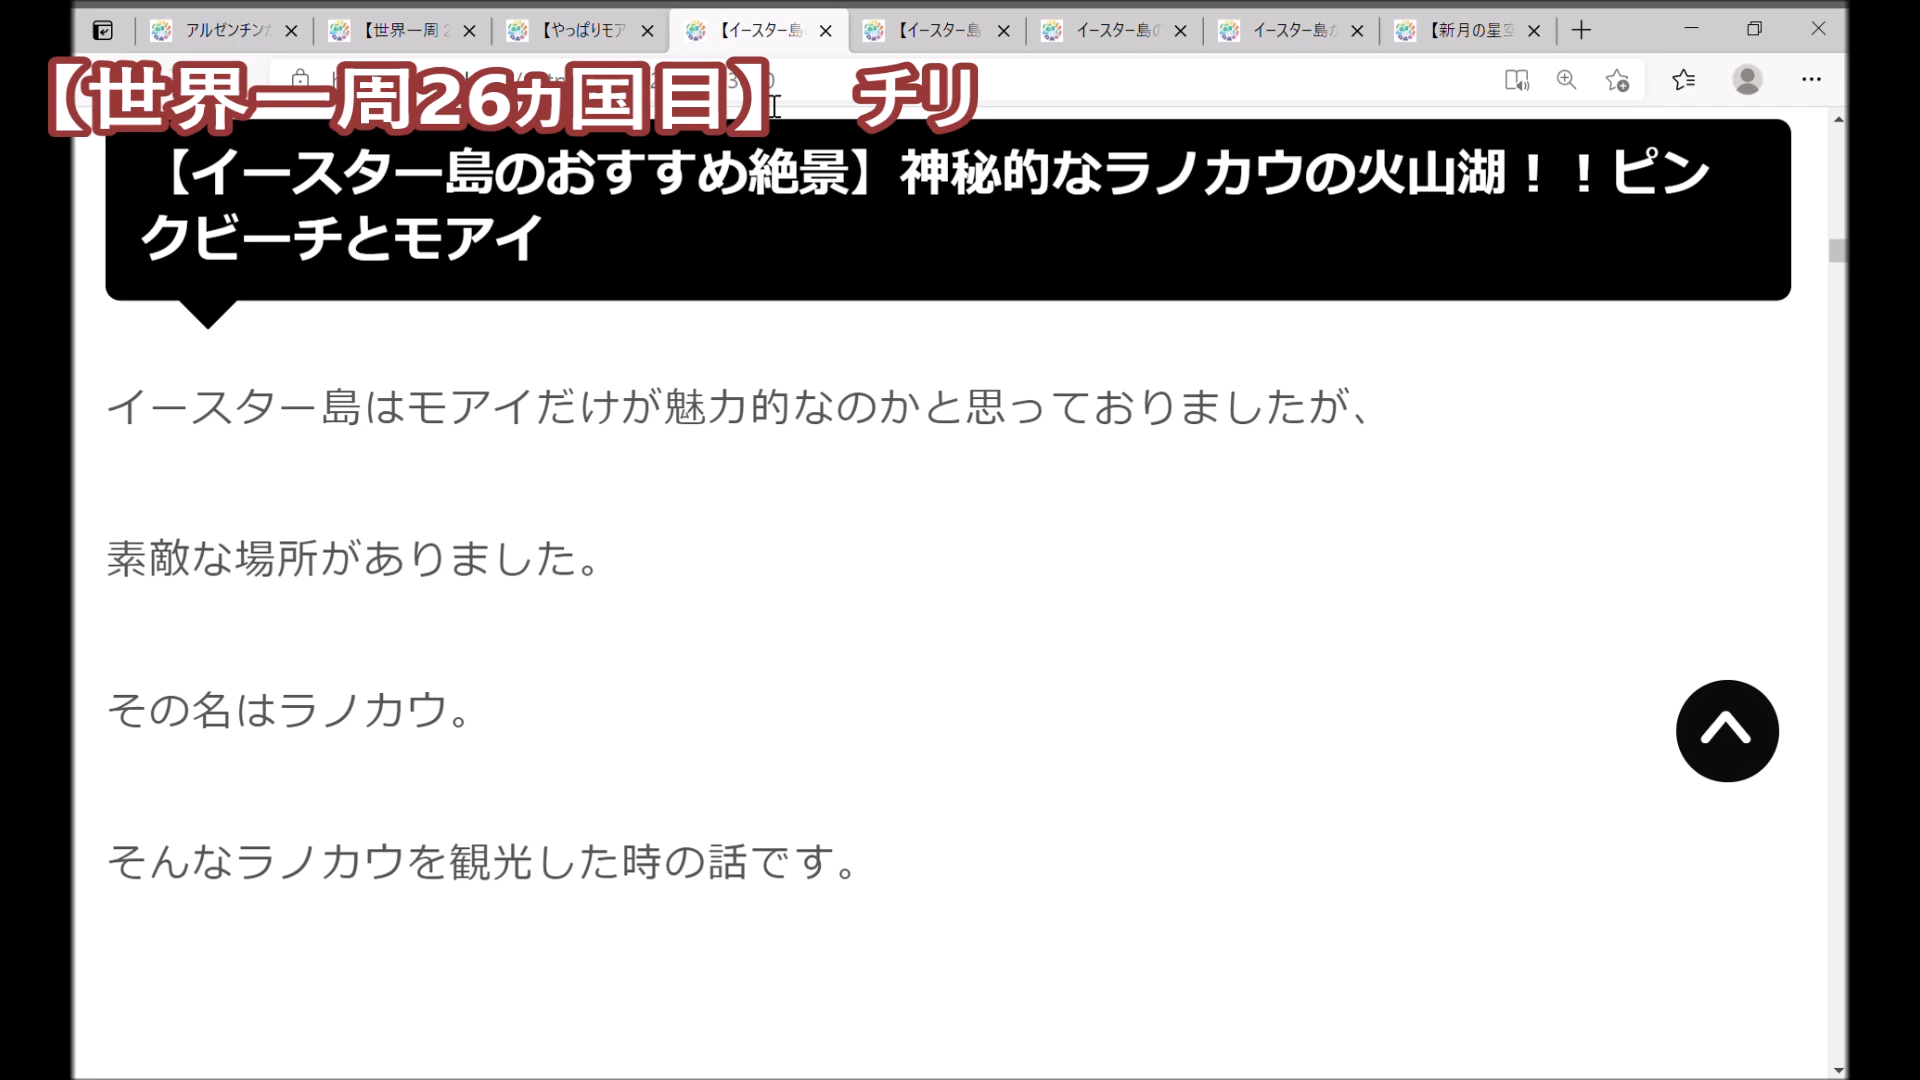 アルゼンチンか
【世界一周 2
【やっぱりモア
【イースター島
【イースター島
イースター島の
イースター島か
【新月の星空
【世界一周26ヵ国目】 チリ
【イースター島のおすすめ絶景】神秘的なラノカウの火山湖！！ピン
クビーチとモアイ
イースター島はモアイだけが魅力的なのかと思っておりましたが、
素敵な場所がありました。
その名はラノカウ。
そんなラノカウを観光した時の話です。